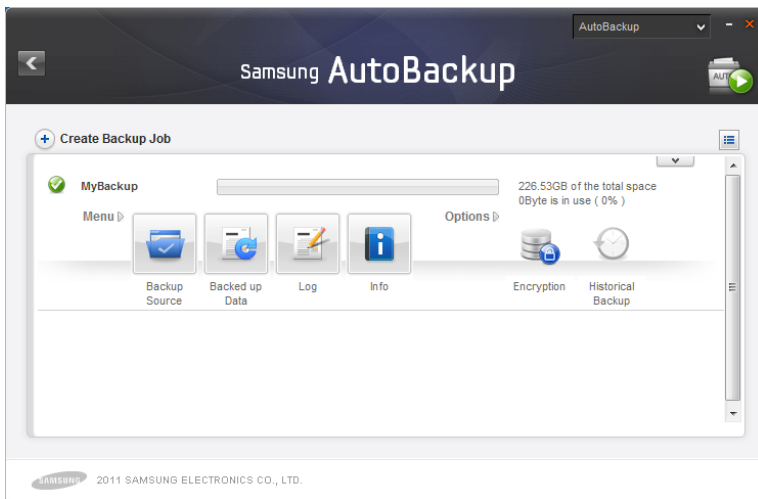 AutoBackup
samsung AutoBackup
AUTO
Create Backup Job
MyBackup
226.53GB of the total space
0Byte is in use ( 0% )
Menu
Options
Backup Source
Backed up Data
Log
Info
Encryption
Historical Backup
SAMSUNG
2011 SAMSUNG ELECTRONICS CO., LTD.